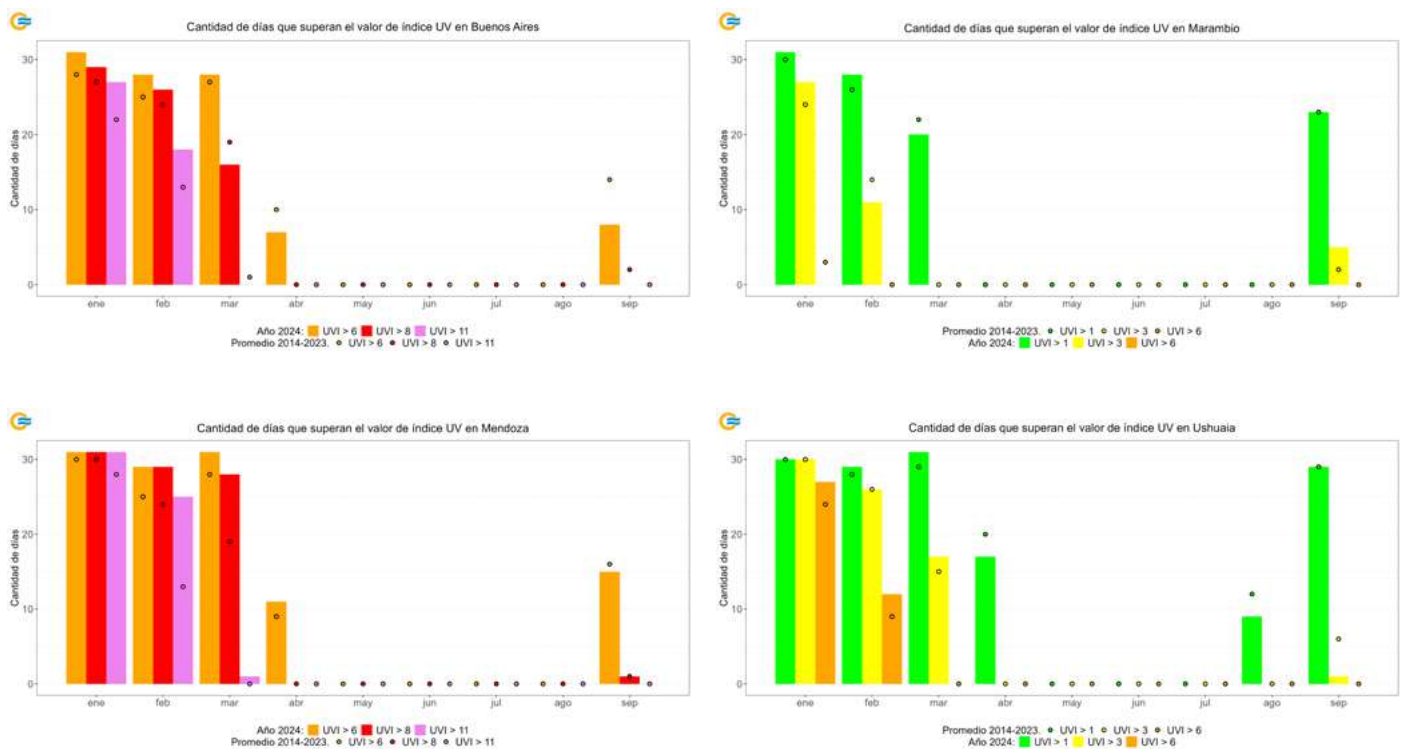 Cantidad de días que superan el valor de índice UV en Buenos Aires
Cantidad de días
30
20
10
0
ene feb mar abr may jun jul ago sep
Año 2024: UVI > 6 UVI > 8 UVI > 11
Promedio 2014-2023. UVI > 6 UVI > 8 UVI > 11
Cantidad de días que superan el valor de índice UV en Marambio
Cantidad de días
30
20
10
0
ene feb mar abr may jun jul ago sep
Promedio 2014-2023. UVI > 1 UVI > 3 UVI > 6
Año 2024: UVI > 1 UVI > 3 UVI > 6
Cantidad de días que superan el valor de índice UV en Mendoza
Cantidad de días
30
20
10
0
ene feb mar abr may jun jul ago sep
Año 2024: UVI > 6 UVI > 8 UVI > 11
Promedio 2014-2023. UVI > 6 UVI > 8 UVI > 11
Cantidad de días que superan el valor de índice UV en Ushuaia
Cantidad de días
30
20
10
0
ene feb mar abr may jun jul ago sep
Promedio 2014-2023. UVI > 1 UVI > 3 UVI > 6
Año 2024: UVI > 1 UVI > 3 UVI > 6